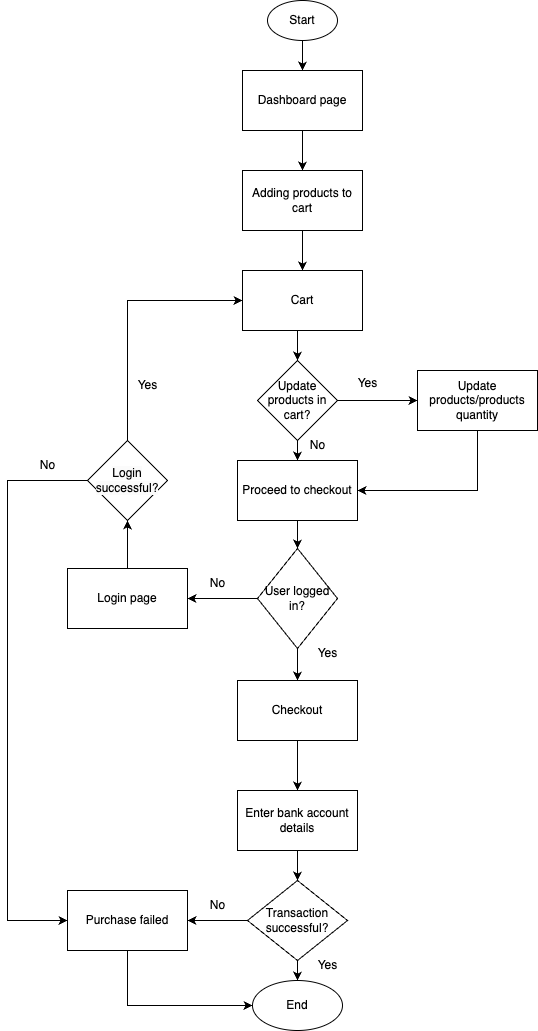 Start
Dashboard page
Adding products to
cart
Cart
Yes
Update
products in
cart?
Yes
Update
products/products
quantity
No
No
Login
successful?
Proceed to checkout
Login page
No
User logged
in?
Yes
Checkout
Enter bank account
details
Purchase failed
No
Transaction
successful?
Yes
End